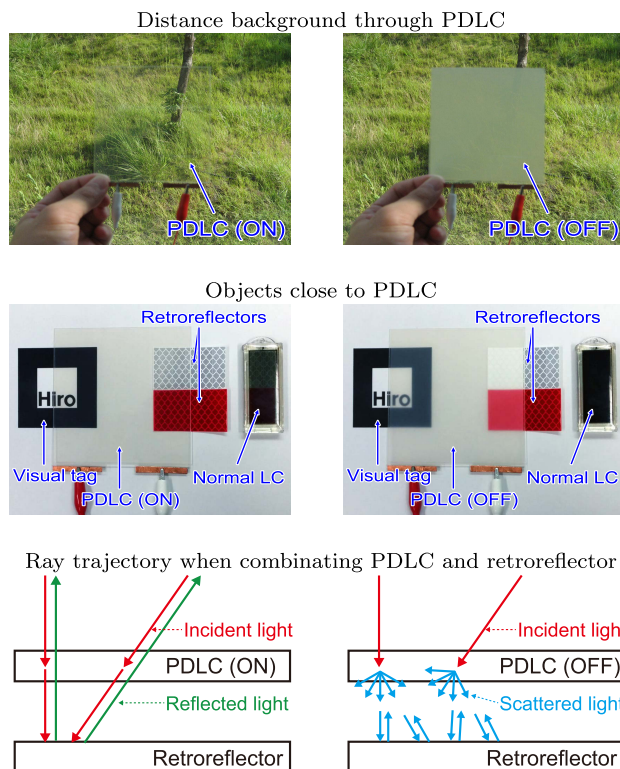 Distance background through PDLC
PDLC (ON)
PDLC (OFF)
Objects close to PDLC
Retroreflectors
Hiro
Visual tag
Normal LC
PDLC (ON)
Retroreflectors
Hiro
Visual tag
Normal LC
PDLC (OFF)
Ray trajectory when combinating PDLC and retroreflector
Incident light
PDLC (ON)
Reflected light
Retroreflector
Incident light
PDLC (OFF)
Scattered light
Retroreflector